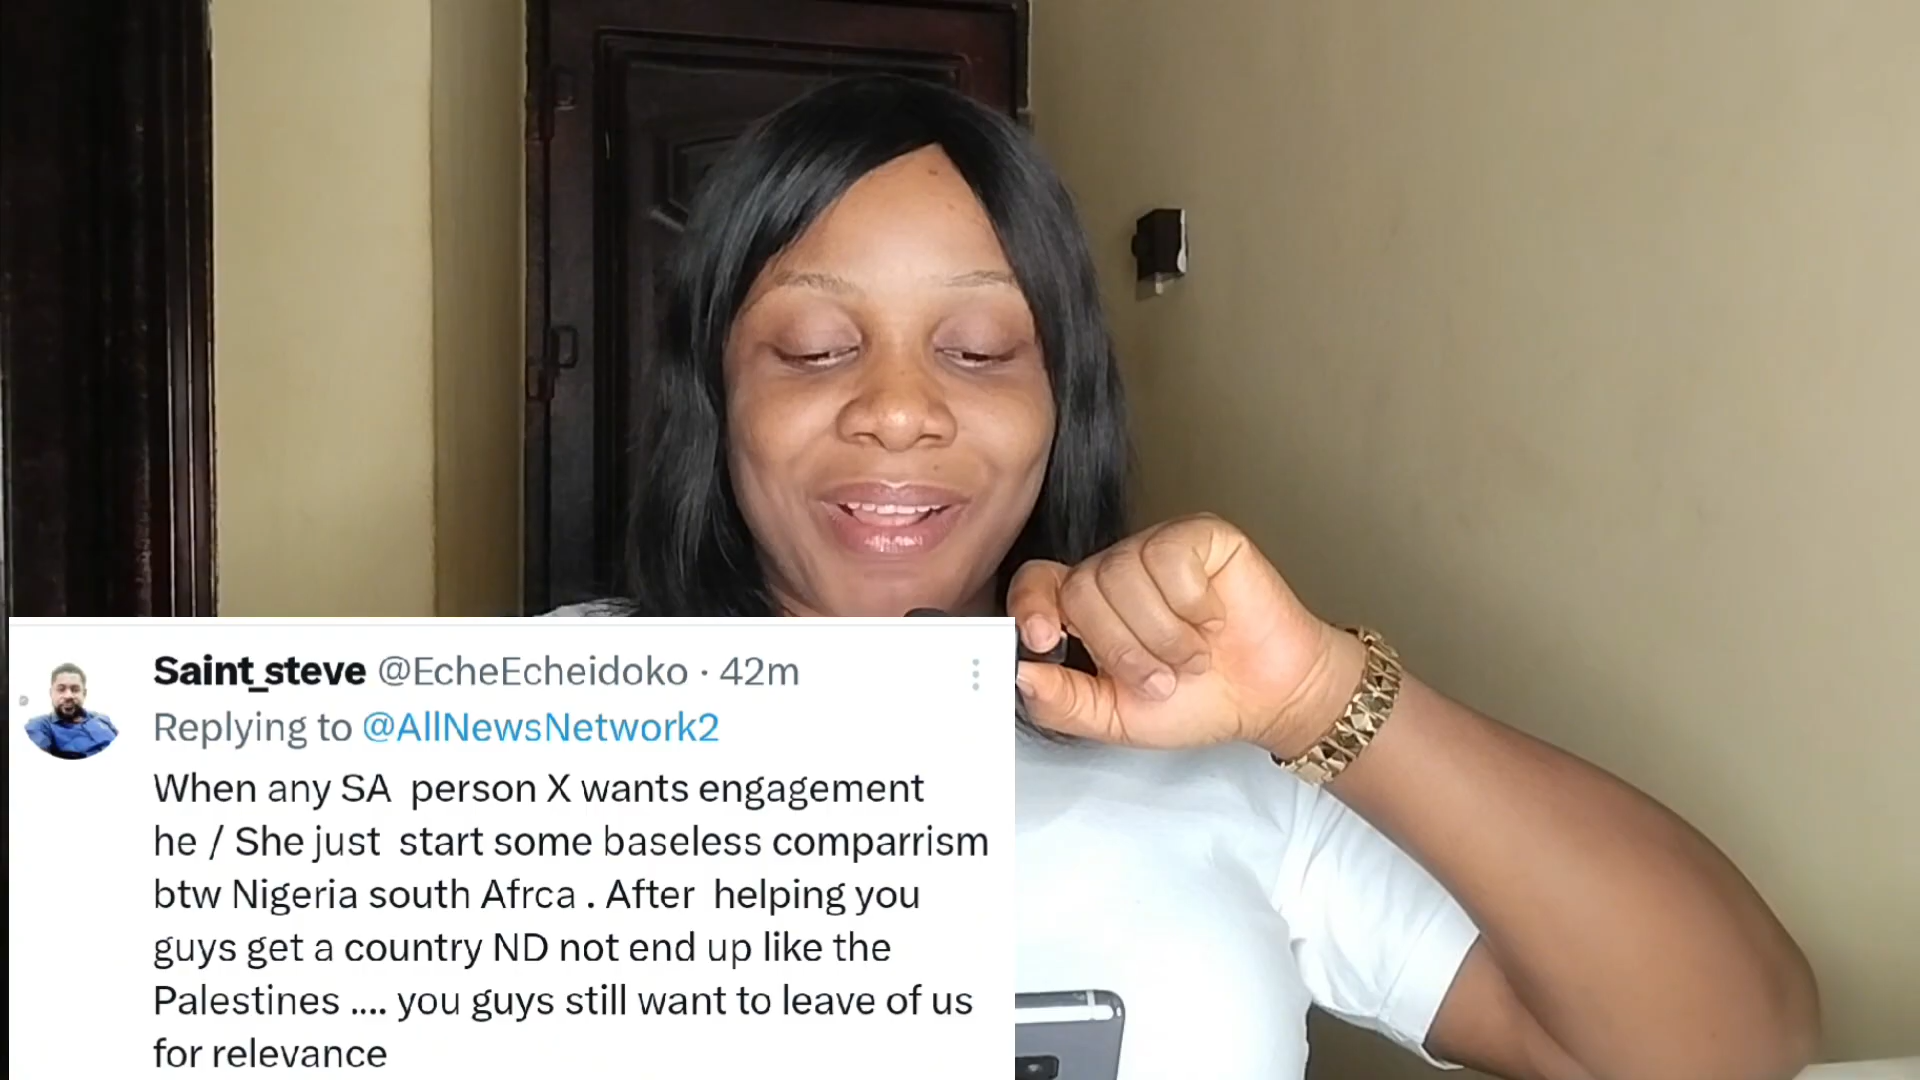 Saint_steve @EcheEcheidoko · 42m
Replying to @AllNewsNetwork2
When any SA person X wants engagement
he / She just start some baseless comparrism
btw Nigeria south Afrca . After helping you
guys get a country ND not end up like the
Palestines .... you guys still want to leave of us
for relevance